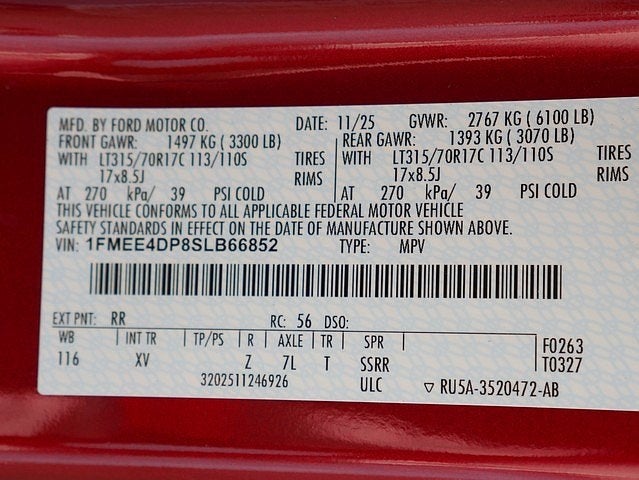 MFD. BY FORD MOTOR CO. DATE: 11/25 GVWR: 2767 KG ( 6100 LB)
FRONT GAWR: 1497 KG ( 3300 LB) REAR GAWR: 1393 KG ( 3070 LB)
WITH LT315/70R17C 113/110S TIRES WITH LT315/70R17C 113/110S TIRES
17x8.5J RIMS 17x8.5J RIMS
AT 270 kPa/ 39 PSI COLD AT 270 kPa/ 39 PSI COLD
THIS VEHICLE CONFORMS TO ALL APPLICABLE FEDERAL MOTOR VEHICLE
SAFETY STANDARDS IN EFFECT ON THE DATE OF MANUFACTURE SHOWN ABOVE.
VIN: 1FMEE4DP8SLB66852 TYPE: MPV
EXT PNT: RR RC: 56 DSO:
WB INT TR TP/PS R AXLE TR SPR F0263
116 XV Z 7L T SSRR T0327
3202511246926 ULC ▽ RU5A-3520472-AB